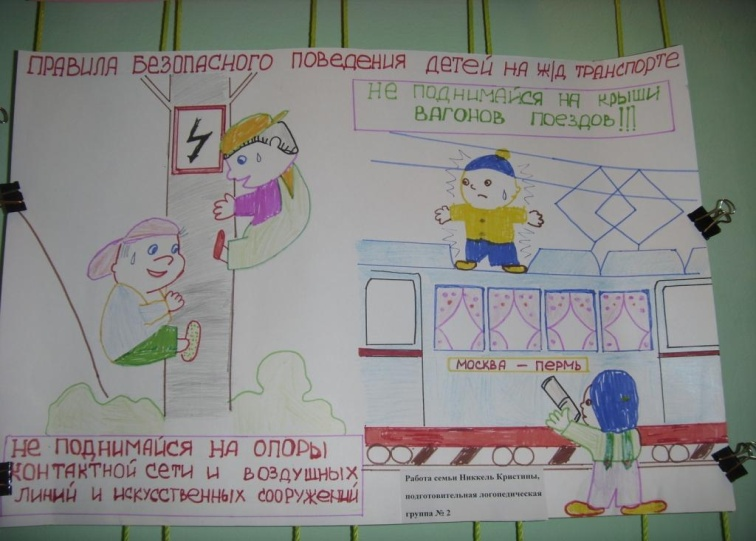 ПРАВИЛА БЕЗОПАСНОГО ПОВЕДЕНИЯ ДЕТЕЙ НА Ж/Д ТРАНСПОРТЕ
НЕ ПОДНИМАЙСЯ НА КРЫШИ
ВАГОНОВ ПОЕЗДОВ!!!
МОСКВА – ПЕРМЬ
НЕ ПОДНИМАЙСЯ НА ОПОРЫ
КОНТАКТНОЙ СЕТИ И ВОЗДУШНЫХ
ЛИНИЙ И ИСКУССТВЕННЫХ СООРУЖЕНИЙ
Работа семьи Никкель Кристины,
подготовительная логопедическая
группа № 2